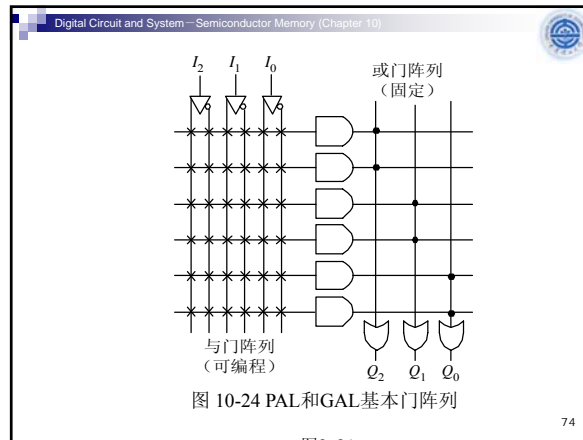 Digital Circuit and System－Semiconductor Memory (Chapter 10)
I2 I1 I0
或门阵列
（固定）
与门阵列
（可编程）
Q2 Q1 Q0
图 10-24 PAL和GAL基本门阵列
74